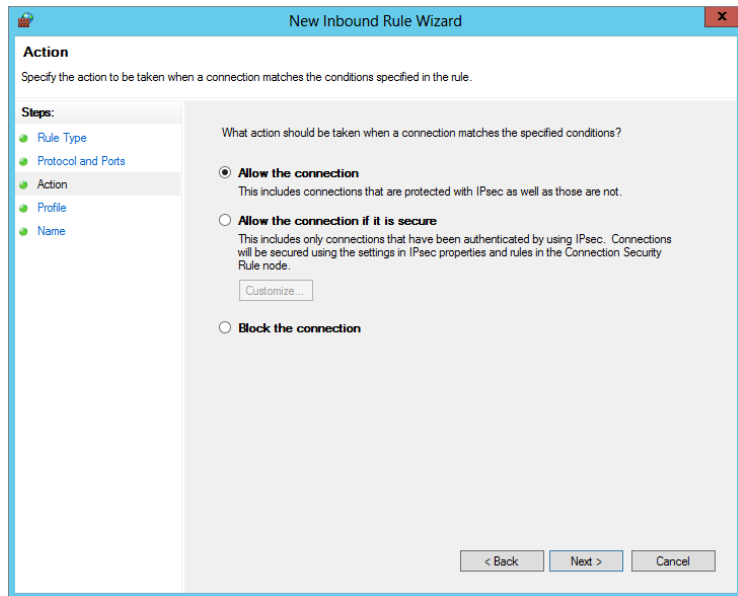 New Inbound Rule Wizard
x
Action
Specify the action to be taken when a connection matches the conditions specified in the rule.
Steps:
Rule Type
Protocol and Ports
Action
Profile
Name
What action should be taken when a connection matches the specified conditions?
Allow the connection
This includes connections that are protected with IPsec as well as those are not.
Allow the connection if it is secure
This includes only connections that have been authenticated by using IPsec. Connections
will be secured using the settings in IPsec properties and rules in the Connection Security
Rule node.
Customize...
Block the connection
< Back
Next >
Cancel